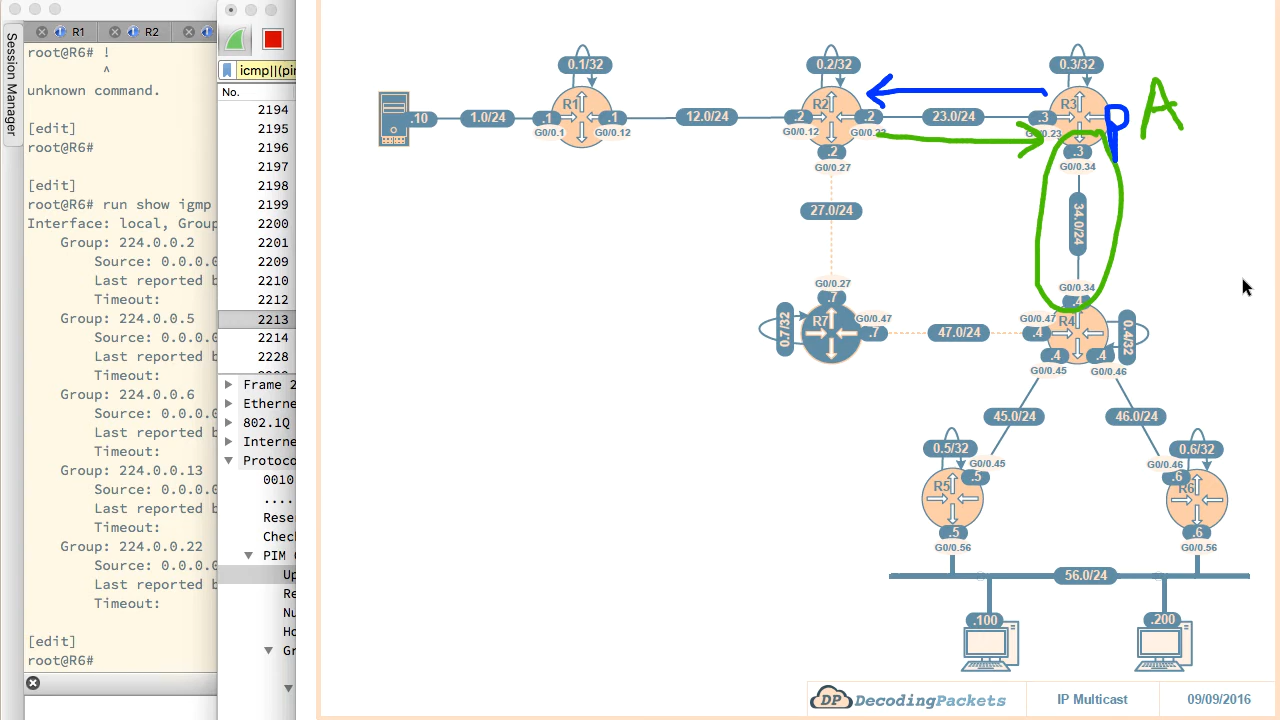 Session Manager
R1
R2
root@R6# !
^
unknown command.
[edit]
root@R6#
[edit]
root@R6# run show igmp
Interface: local, Group
Group: 224.0.0.2
Source: 0.0.0.0
Last reported b
Timeout:
Group: 224.0.0.5
Source: 0.0.0.0
Last reported b
Timeout:
Group: 224.0.0.6
Source: 0.0.0.0
Last reported b
Timeout:
Group: 224.0.0.13
Source: 0.0.0.0
Last reported b
Timeout:
Group: 224.0.0.22
Source: 0.0.0.0
Last reported b
Timeout:
[edit]
root@R6#
icmp||(pi
No.
2194
2195
2196
2197
2198
2199
2200
2201
2209
2210
2212
2213
2214
2228
Frame 2
Etherne
802.1Q
Interne
Protoco
0010
....
Rese
Chec
PIM
Up
Re
Nu
Ho
Gr
0.1/32
0.2/32
0.3/32
.10
1.0/24
.1
R1
.1
G0/0.1
G0/0.12
12.0/24
.2
R2
.2
G0/0.12
.2
G0/0.27
23.0/24
.3
R3
G0/0.23
.3
G0/0.34
P
A
27.0/24
34.0/24
G0/0.27
.7
R7
0.7/32
G0/0.47
.7
47.0/24
G0/0.34
.4
G0/0.47
.4
R4
0.4/32
.4
.4
G0/0.45
G0/0.46
45.0/24
46.0/24
0.5/32
G0/0.45
R5
.5
.5
G0/0.56
0.6/32
G0/0.46
.6
R6
.6
G0/0.56
56.0/24
.100
.200
DP DecodingPackets
IP Multicast
09/09/2016